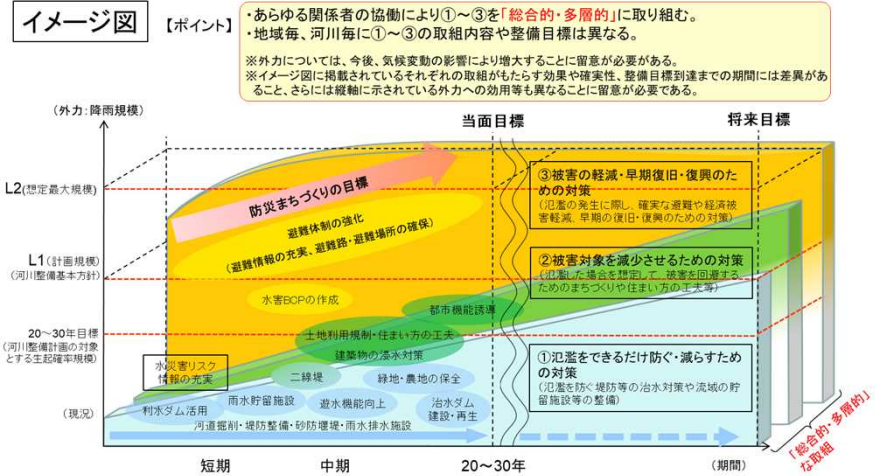 イメージ図
【ポイント】
・あらゆる関係者の協働により①～③を「総合的・多層的」に取り組む。
・地域毎、河川毎に①～③の取組内容や整備目標は異なる。
※外力については、今後、気候変動の影響により増大することに留意が必要である。
※イメージ図に掲載されているそれぞれの取組がもたらす効果や確実性、整備目標到達までの期間には差異があ
ること、さらには縦軸に示されている外力への効用等も異なることに留意が必要である。
(外力:降雨規模)
当面目標
将来目標
L2(想定最大規模)
L1(計画規模)
(河川整備基本方針)
20～30年目標
(河川整備計画の対象
とする生起確率規模)
(現況)
防災まちづくりの目標
避難体制の強化
(避難情報の充実、避難路・避難場所の確保)
水害BCPの作成
都市機能誘導
土地利用規制・住まい方の工夫
建築物の浸水対策
水災害リスク
情報の充実
二線堤
緑地・農地の保全
利水ダム活用
雨水貯留施設
遊水機能向上
治水ダム
建設・再生
河道掘削・堤防整備・砂防堰堤・雨水排水施設
③被害の軽減・早期復旧・復興のた
めの対策
(氾濫の発生に際し、確実な避難や経済被
害軽減、早期の復旧・復興のための対策)
②被害対象を減少させるための対策
(氾濫した場合を想定して、被害を回避する
ためのまちづくりや住まい方の工夫等)
①氾濫をできるだけ防ぐ・減らすため
の対策
(氾濫を防ぐ堤防等の治水対策や流域の貯
留施設等の整備)
短期
中期
20～30年
(期間)
「総合的・多層的」
な取組